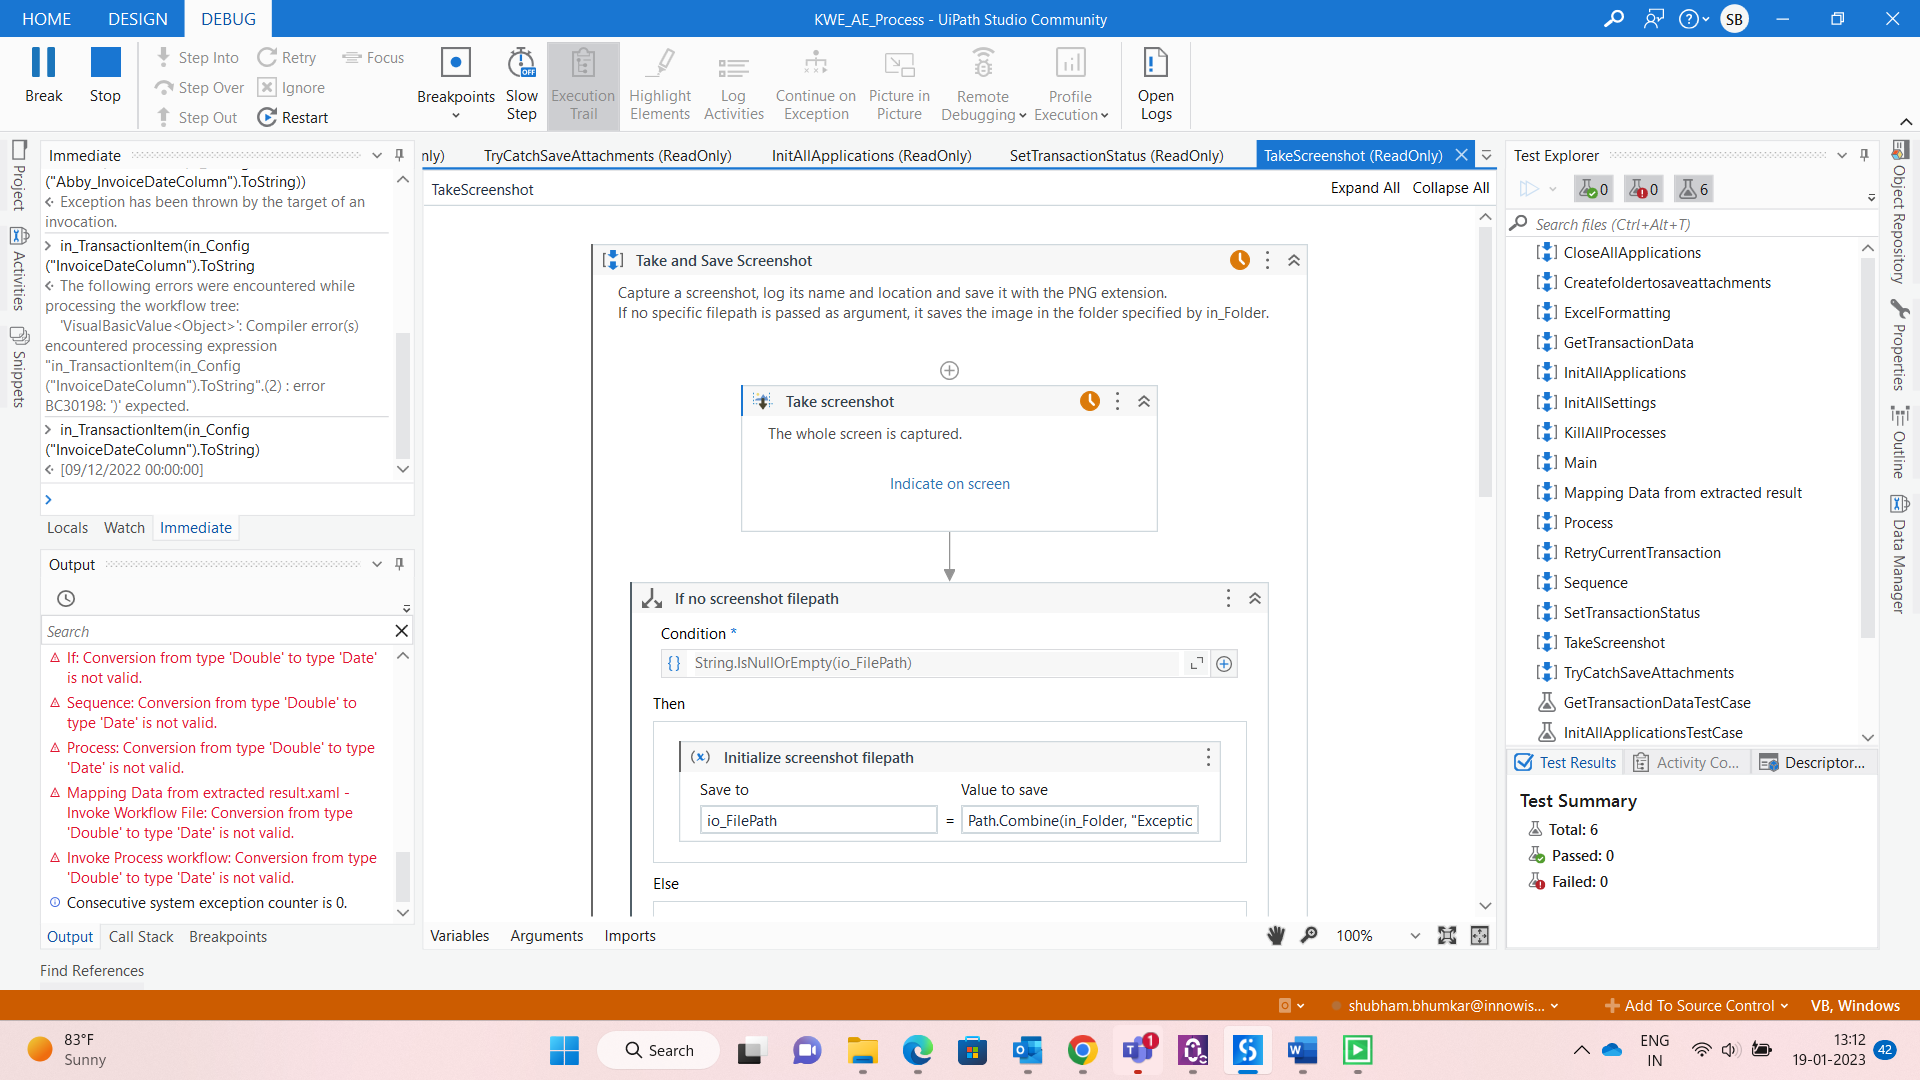 HOME DESIGN DEBUG
KWE_AE_Process - UiPath Studio Community
SB
Break
Stop
Step Into
Step Over
Step Out
Retry
Ignore
Restart
Focus
Breakpoints
Slow
Step
OFF
Execution
Trail
Highlight
Elements
Log
Activities
Continue on
Exception
Picture in
Picture
Remote
Debugging
Profile
Execution
Open
Logs
Project
Activities
Snippets
Immediate
("Abby_InvoiceDateColumn").ToString))
Exception has been thrown by the target of an
invocation.
in_TransactionItem(in_Config
("InvoiceDateColumn").ToString
The following errors were encountered while
processing the workflow tree:
'VisualBasicValue<Object>': Compiler error(s)
encountered processing expression
"in_TransactionItem(in_Config
("InvoiceDateColumn").ToString".(2) : error
BC30198: ')' expected.
in_TransactionItem(in_Config
("InvoiceDateColumn").ToString)
[09/12/2022 00:00:00]
Locals Watch Immediate
Output
Search
If: Conversion from type 'Double' to type 'Date'
is not valid.
Sequence: Conversion from type 'Double' to
type 'Date' is not valid.
Process: Conversion from type 'Double' to type
'Date' is not valid.
Mapping Data from extracted result.xaml -
Invoke Workflow File: Conversion from type
'Double' to type 'Date' is not valid.
Invoke Process workflow: Conversion from type
'Double' to type 'Date' is not valid.
Consecutive system exception counter is 0.
Output Call Stack Breakpoints
Find References
nly) TryCatchSaveAttachments (ReadOnly) InitAllApplications (ReadOnly) SetTransactionStatus (ReadOnly) TakeScreenshot (ReadOnly)
TakeScreenshot
Expand All Collapse All
Take and Save Screenshot
Capture a screenshot, log its name and location and save it with the PNG extension.
If no specific filepath is passed as argument, it saves the image in the folder specified by in_Folder.
Take screenshot
The whole screen is captured.
Indicate on screen
If no screenshot filepath
Condition *
{} String.IsNullOrEmpty(io_FilePath)
Then
(x) Initialize screenshot filepath
Save to Value to save
io_FilePath = Path.Combine(in_Folder, "Exceptic
Else
Variables Arguments Imports
100%
Test Explorer
0 0 6
Search files (Ctrl+Alt+T)
CloseAllApplications
Createfoldertosaveattachments
ExcelFormatting
GetTransactionData
InitAllApplications
InitAllSettings
KillAllProcesses
Main
Mapping Data from extracted result
Process
RetryCurrentTransaction
Sequence
SetTransactionStatus
TakeScreenshot
TryCatchSaveAttachments
GetTransactionDataTestCase
InitAllApplicationsTestCase
Test Results Activity Co... Descriptor...
Test Summary
Total: 6
Passed: 0
Failed: 0
Object Repository
Properties
Outline
Data Manager
shubham.bhumkar@innowis... Add To Source Control VB, Windows
83°F
Sunny
Search
1
ENG
IN
13:12
19-01-2023
42